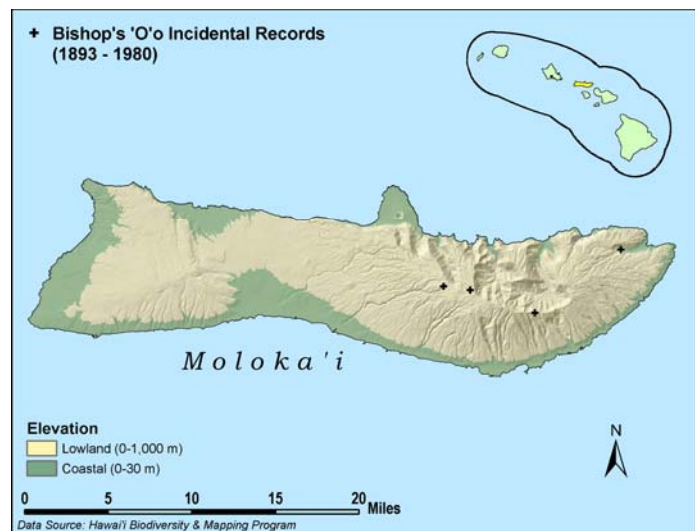 ✚ Bishop's 'O'o Incidental Records
(1893 - 1980)
Moloka'i
Elevation
Lowland (0-1,000 m)
Coastal (0-30 m)
N
0 5 10 15 20
Miles
Data Source: Hawai'i Biodiversity & Mapping Program